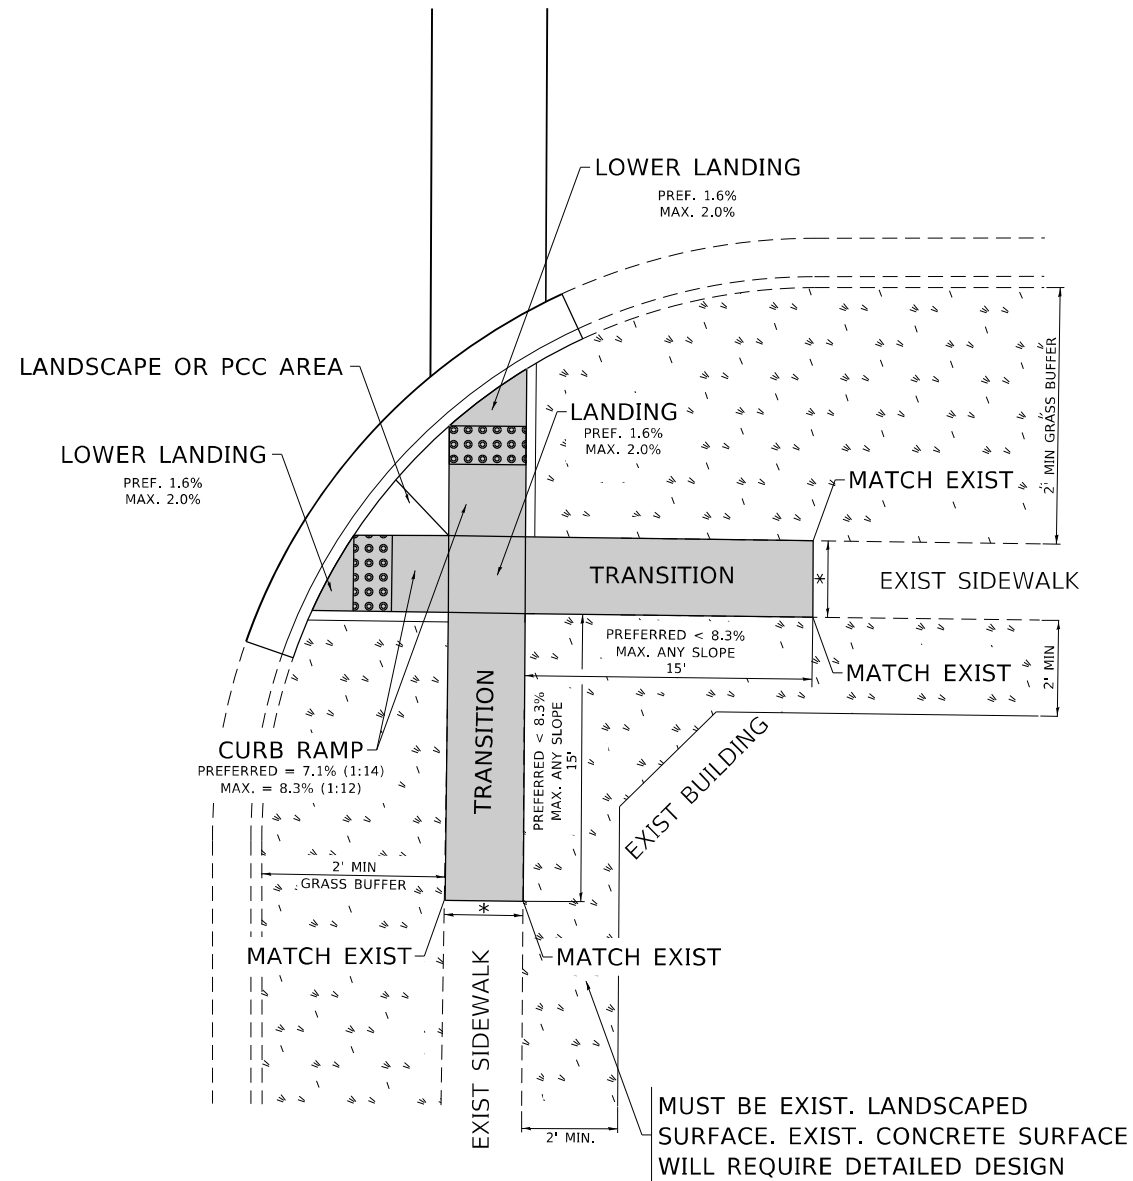 LOWER LANDING
PREF. 1.6%
MAX. 2.0%
LANDSCAPE OR PCC AREA
LANDING
PREF. 1.6%
MAX. 2.0%
LOWER LANDING
PREF. 1.6%
MAX. 2.0%
2' MIN GRASS BUFFER
MATCH EXIST
TRANSITION
*
EXIST SIDEWALK
PREFERRED < 8.3%
MAX. ANY SLOPE
15'
MATCH EXIST
2' MIN
TRANSITION
PREFERRED < 8.3%
MAX. ANY SLOPE
15'
CURB RAMP
PREFERRED = 7.1% (1:14)
MAX. = 8.3% (1:12)
EXIST BUILDING
2' MIN
GRASS BUFFER
*
MATCH EXIST
MATCH EXIST
EXIST SIDEWALK
2' MIN.
MUST BE EXIST. LANDSCAPED
SURFACE. EXIST. CONCRETE SURFACE
WILL REQUIRE DETAILED DESIGN